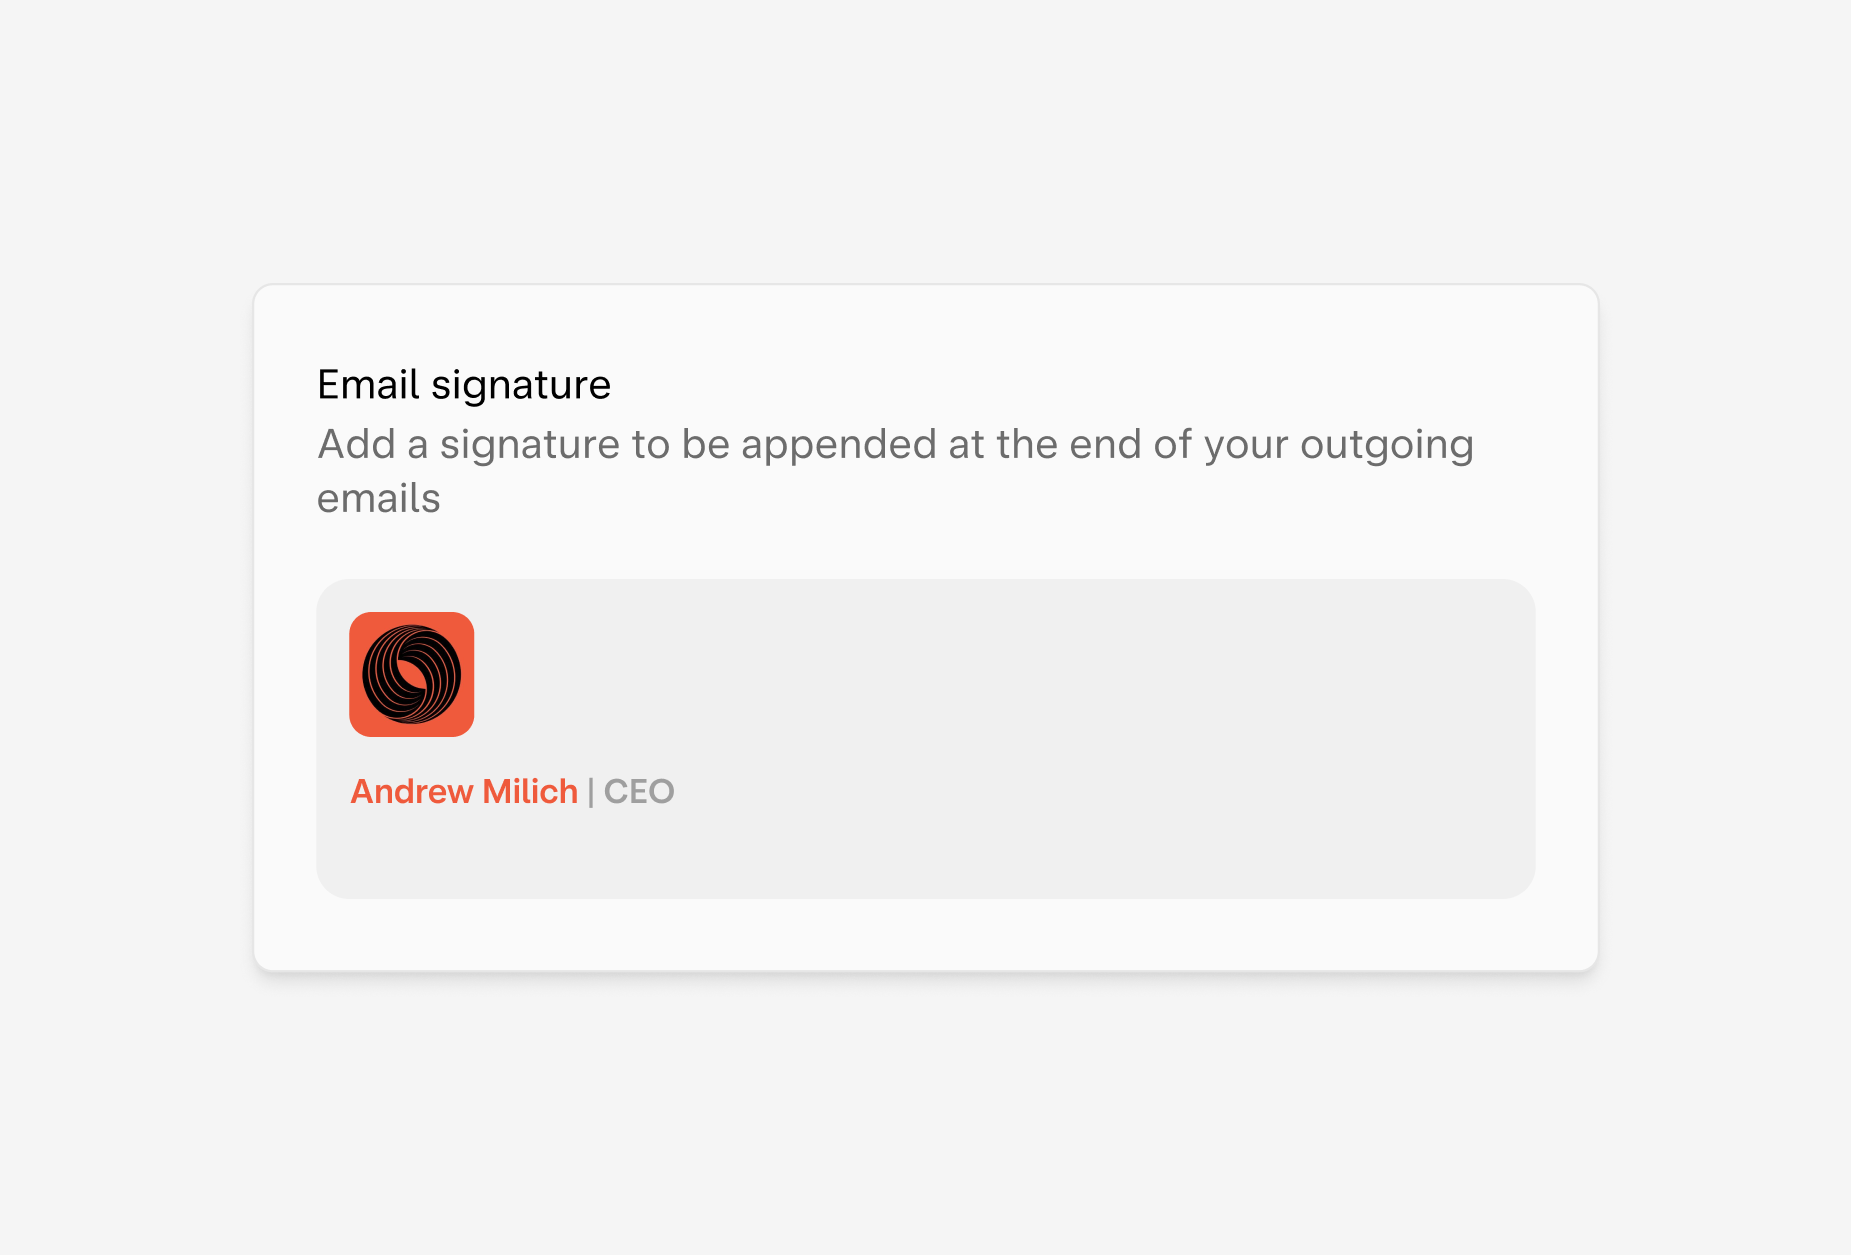 Email signature
Add a signature to be appended at the end of your outgoing
emails
Andrew Milich | CEO